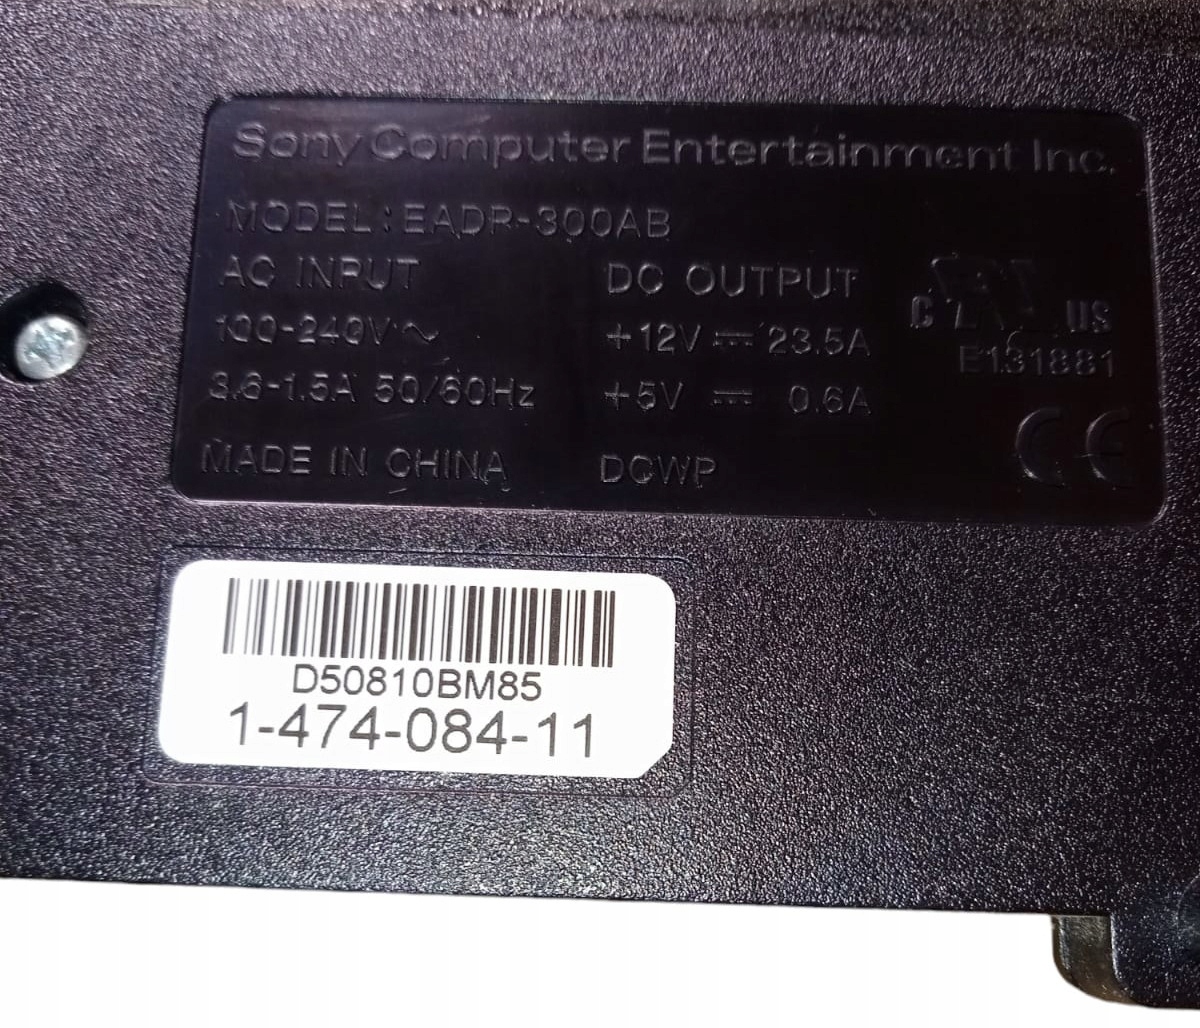 Sony Computer Entertainment Inc.
MODEL: EADP-300AB
AC INPUT
100-240V ~
3.6-1.5A 50/60Hz
MADE IN CHINA
DC OUTPUT
+12V ⎓ 23.5A
+5V ⎓ 0.6A
DCWP
C US
E131881
CE
D50810BM85
1-474-084-11